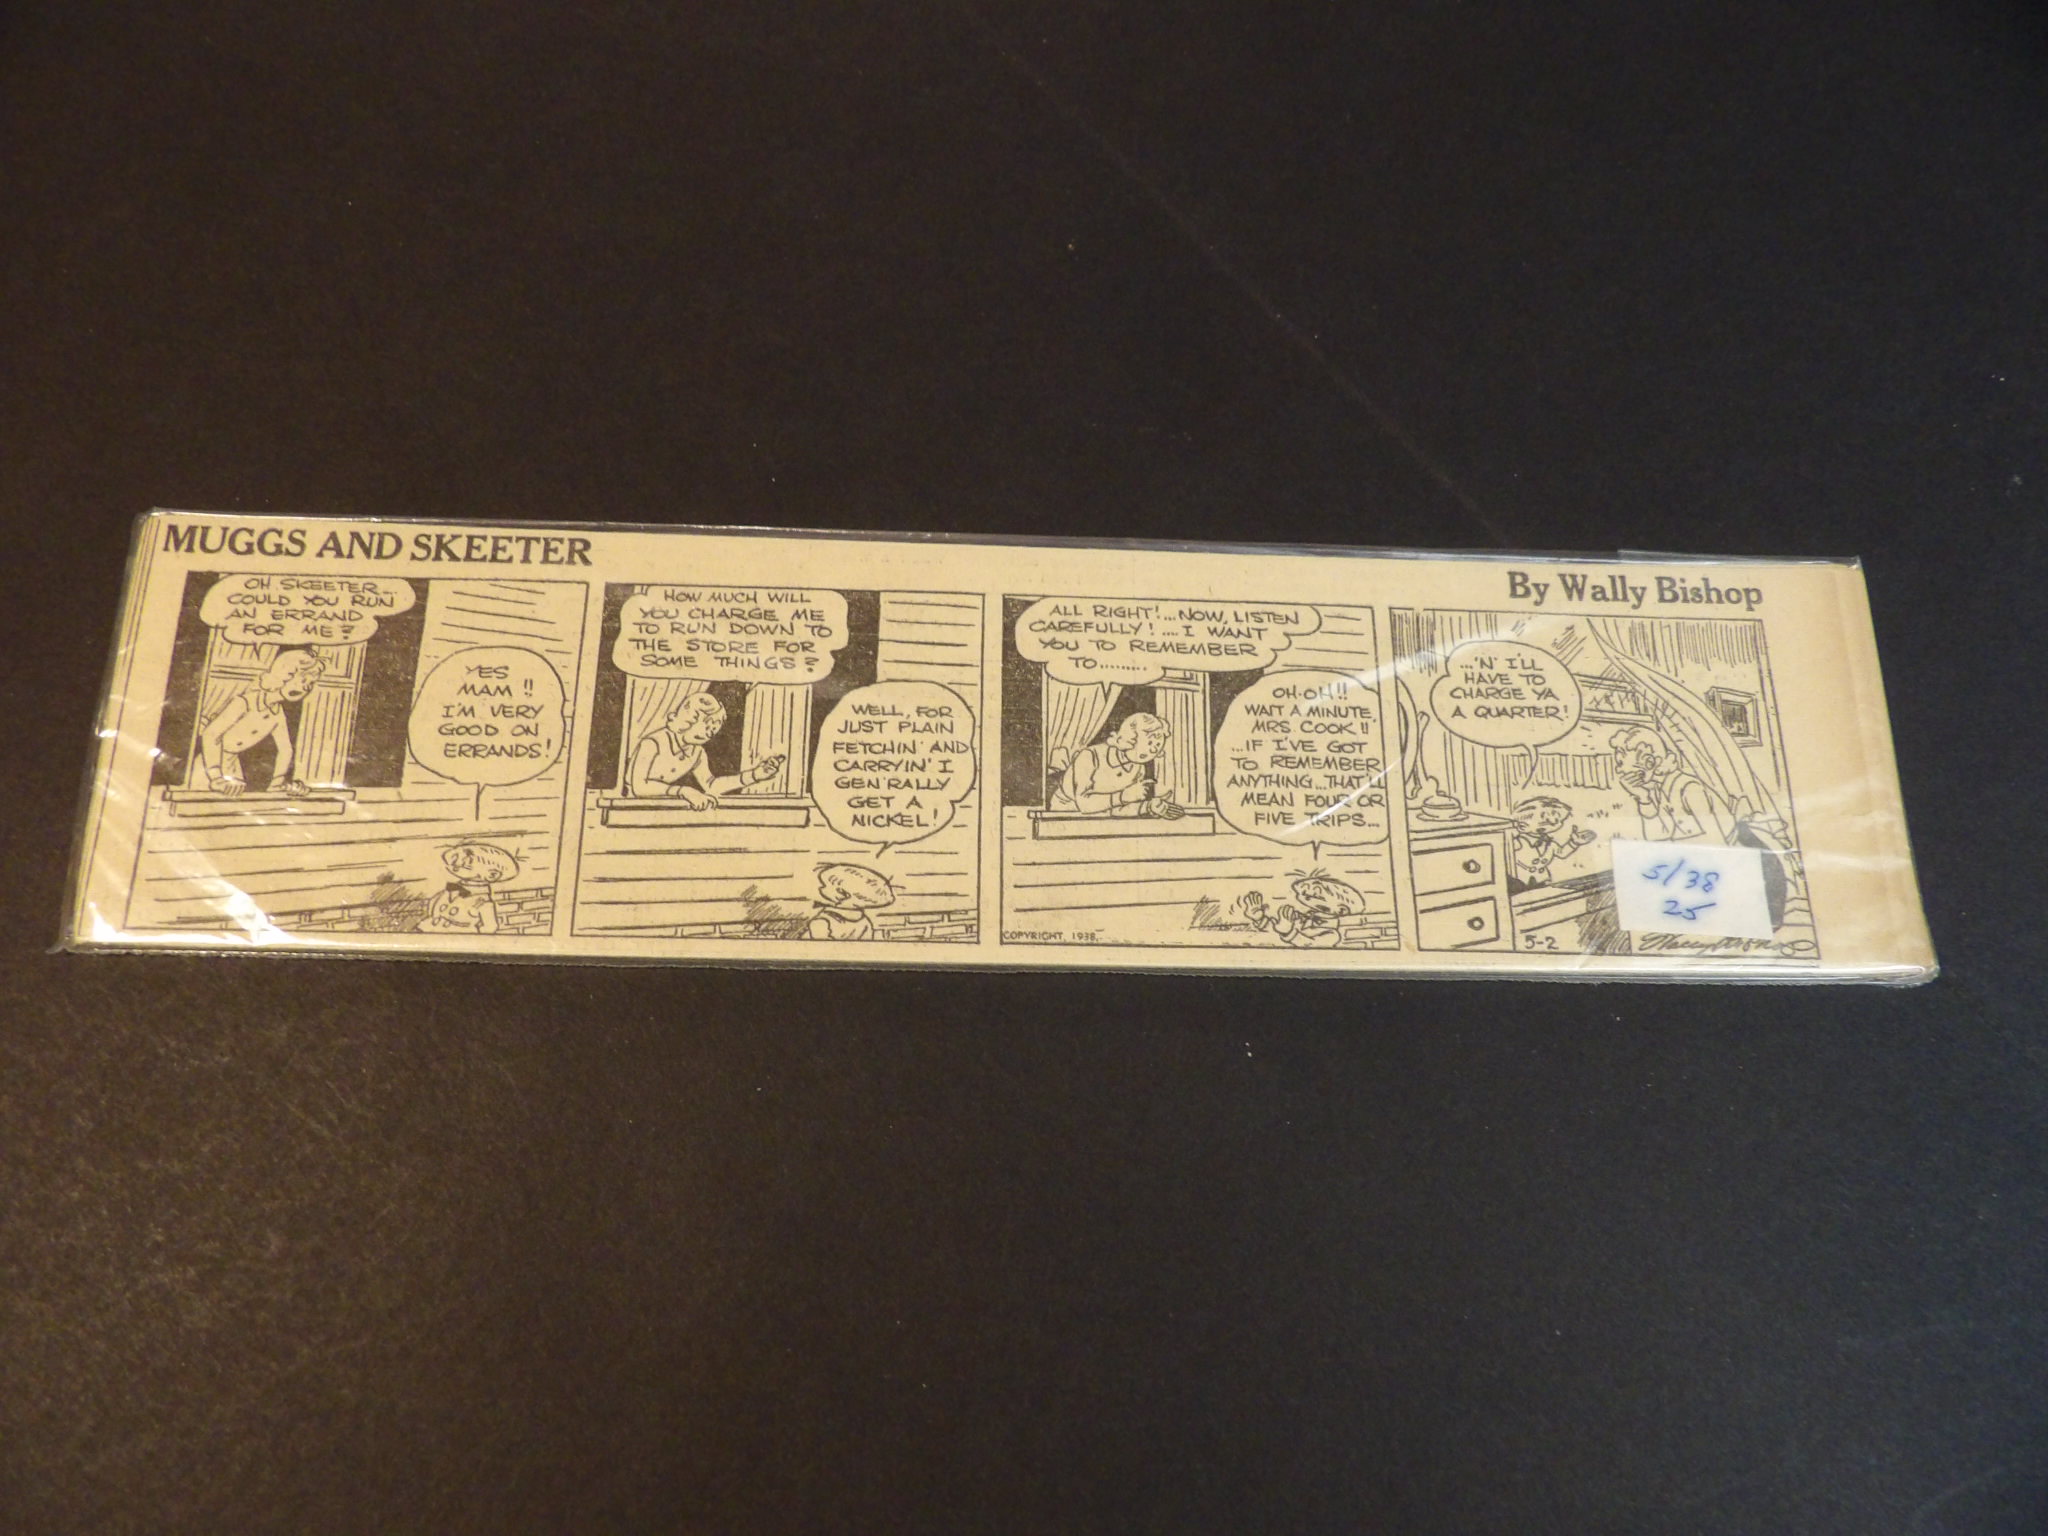 MUGGS AND SKEETER
By Wally Bishop
OH SKEETER...
COULD YOU RUN
AN ERRAND
FOR ME?
YES
MAM!!
I'M VERY
GOOD ON
ERRANDS!
HOW MUCH WILL
YOU CHARGE ME
TO RUN DOWN TO
THE STORE FOR
SOME THINGS?
WELL, FOR
JUST PLAIN
FETCHIN' AND
CARRYIN' I
GEN'RALLY
GET A
NICKEL!
ALL RIGHT!...NOW, LISTEN
CAREFULLY!....I WANT
YOU TO REMEMBER
TO.........
OH-OH!!
WAIT A MINUTE,
MRS. COOK!!
...IF I'VE GOT
TO REMEMBER
ANYTHING...THAT'LL
MEAN FOUR OR
FIVE TRIPS...
COPYRIGHT, 1938,
...'N' I'LL
HAVE TO
CHARGE YA
A QUARTER!
5/38
25
5-2